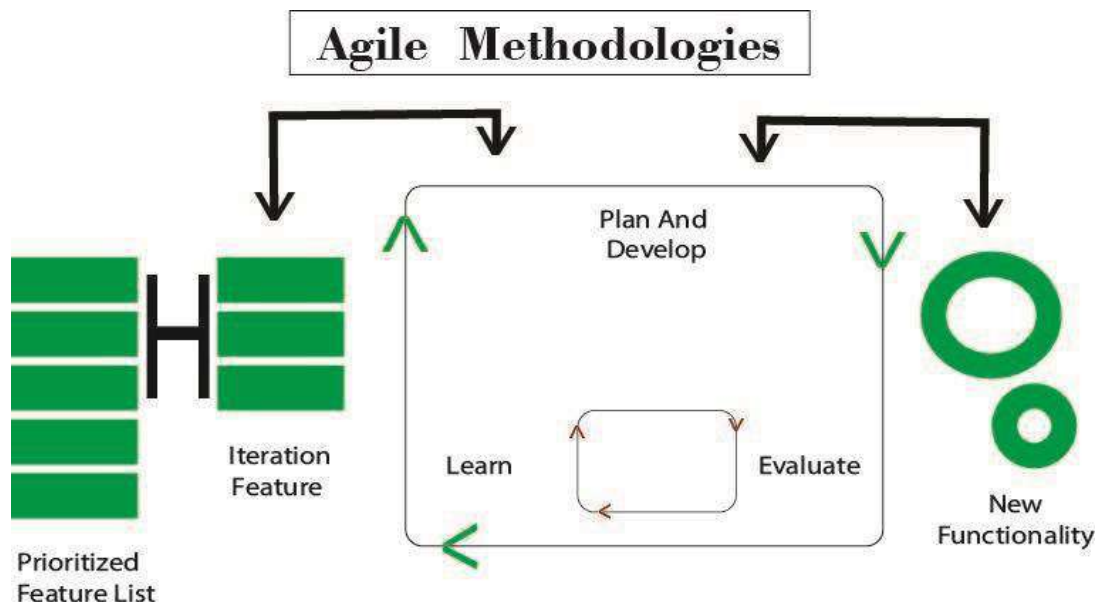 Agile Methodologies
Plan And
Develop
Iteration
Feature
Learn
Evaluate
New
Functionality
Prioritized
Feature List